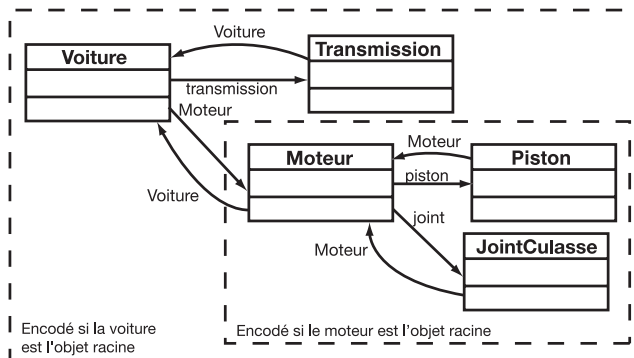 Voiture
Transmission
Voiture
transmission
Moteur
Moteur
Moteur
Piston
piston
Voiture
joint
Moteur
JointCulasse
Encodé si la voiture
est l'objet racine
Encodé si le moteur est l'objet racine